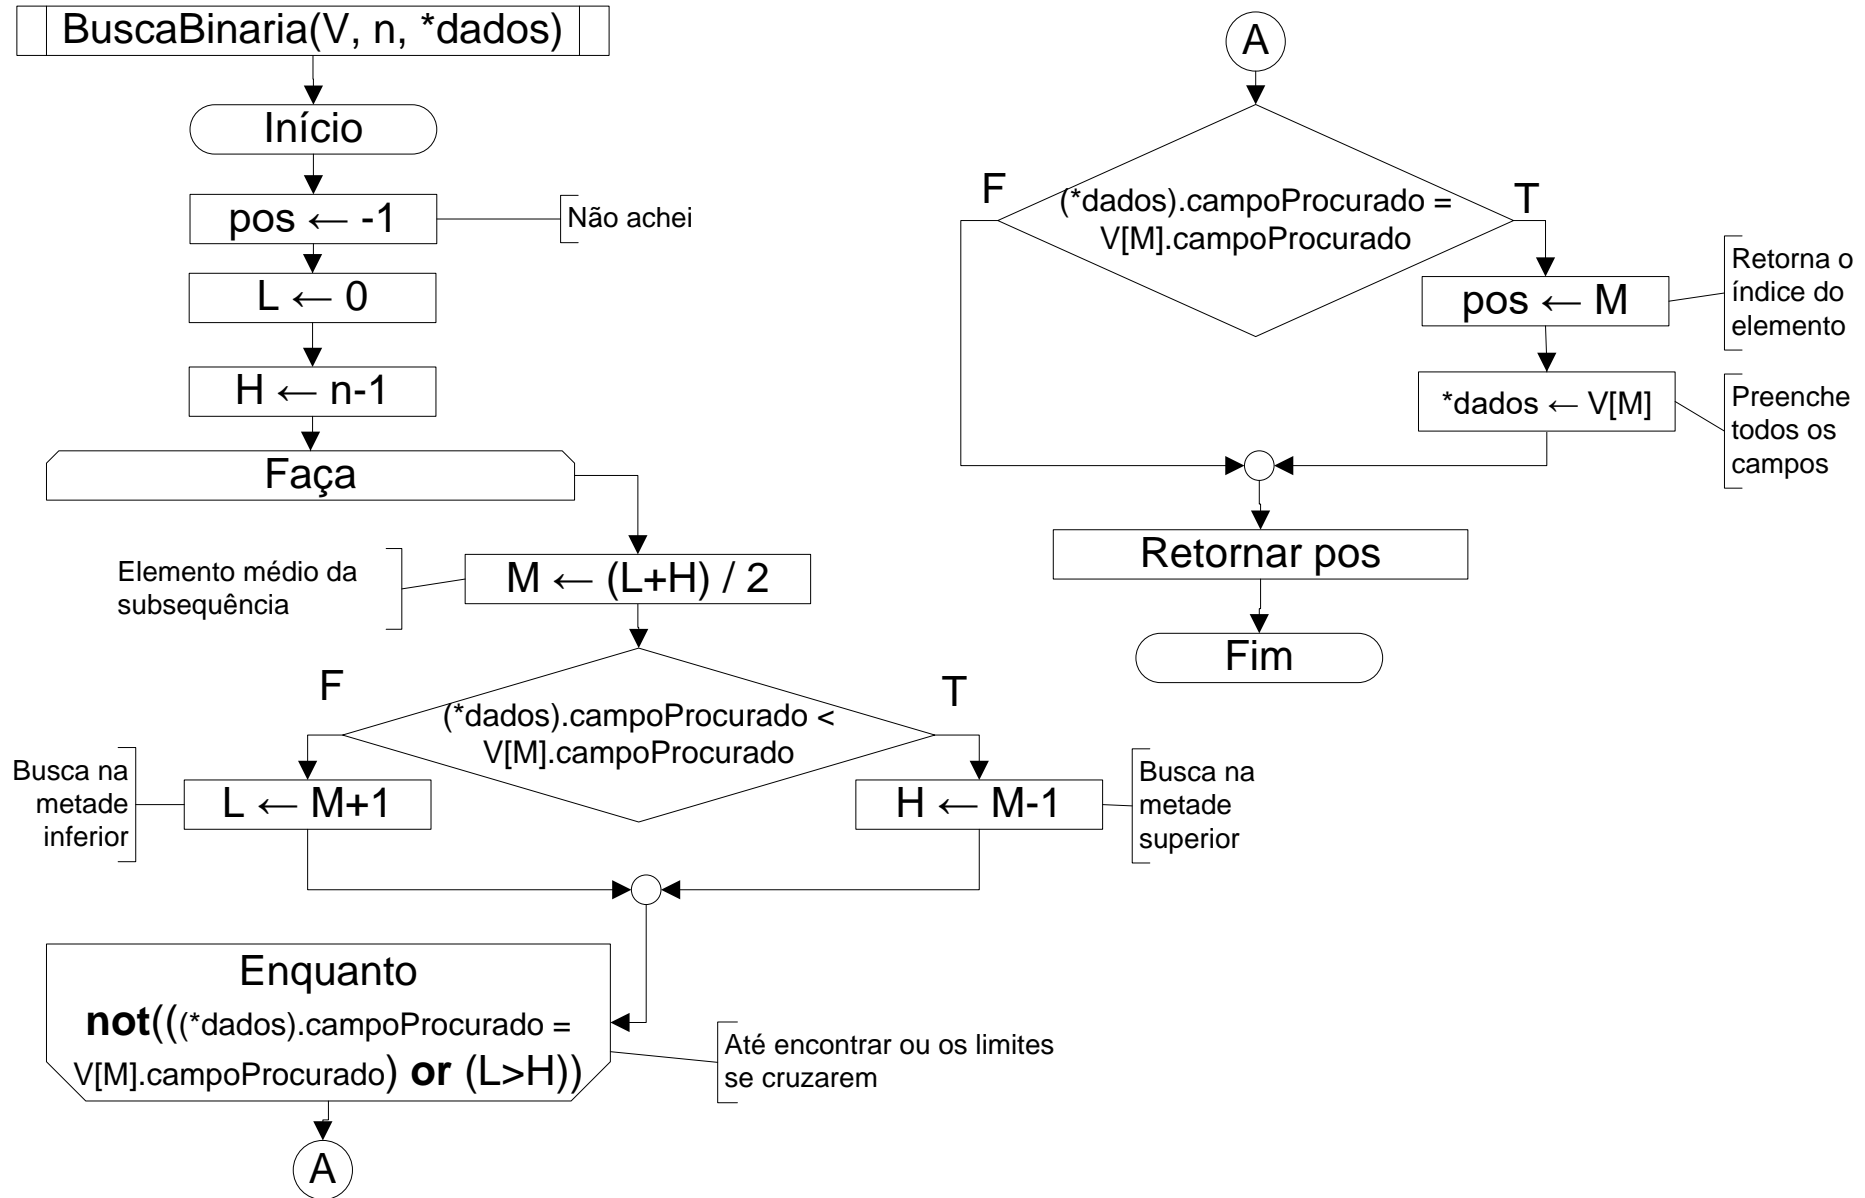 BuscaBinaria(V, n, *dados)
Início
pos ← -1
Não achei
L ← 0
H ← n-1
Faça
Elemento médio da
subsequência
M ← (L+H) / 2
F
T
(*dados).campoProcurado <
V[M].campoProcurado
Busca na
metade
inferior
L ← M+1
H ← M-1
Busca na
metade
superior
Enquanto
not(((*dados).campoProcurado =
V[M].campoProcurado) or (L>H))
Até encontrar ou os limites
se cruzarem
A
A
F
T
(*dados).campoProcurado =
V[M].campoProcurado
pos ← M
Retorna o
índice do
elemento
*dados ← V[M]
Preenche
todos os
campos
Retornar pos
Fim